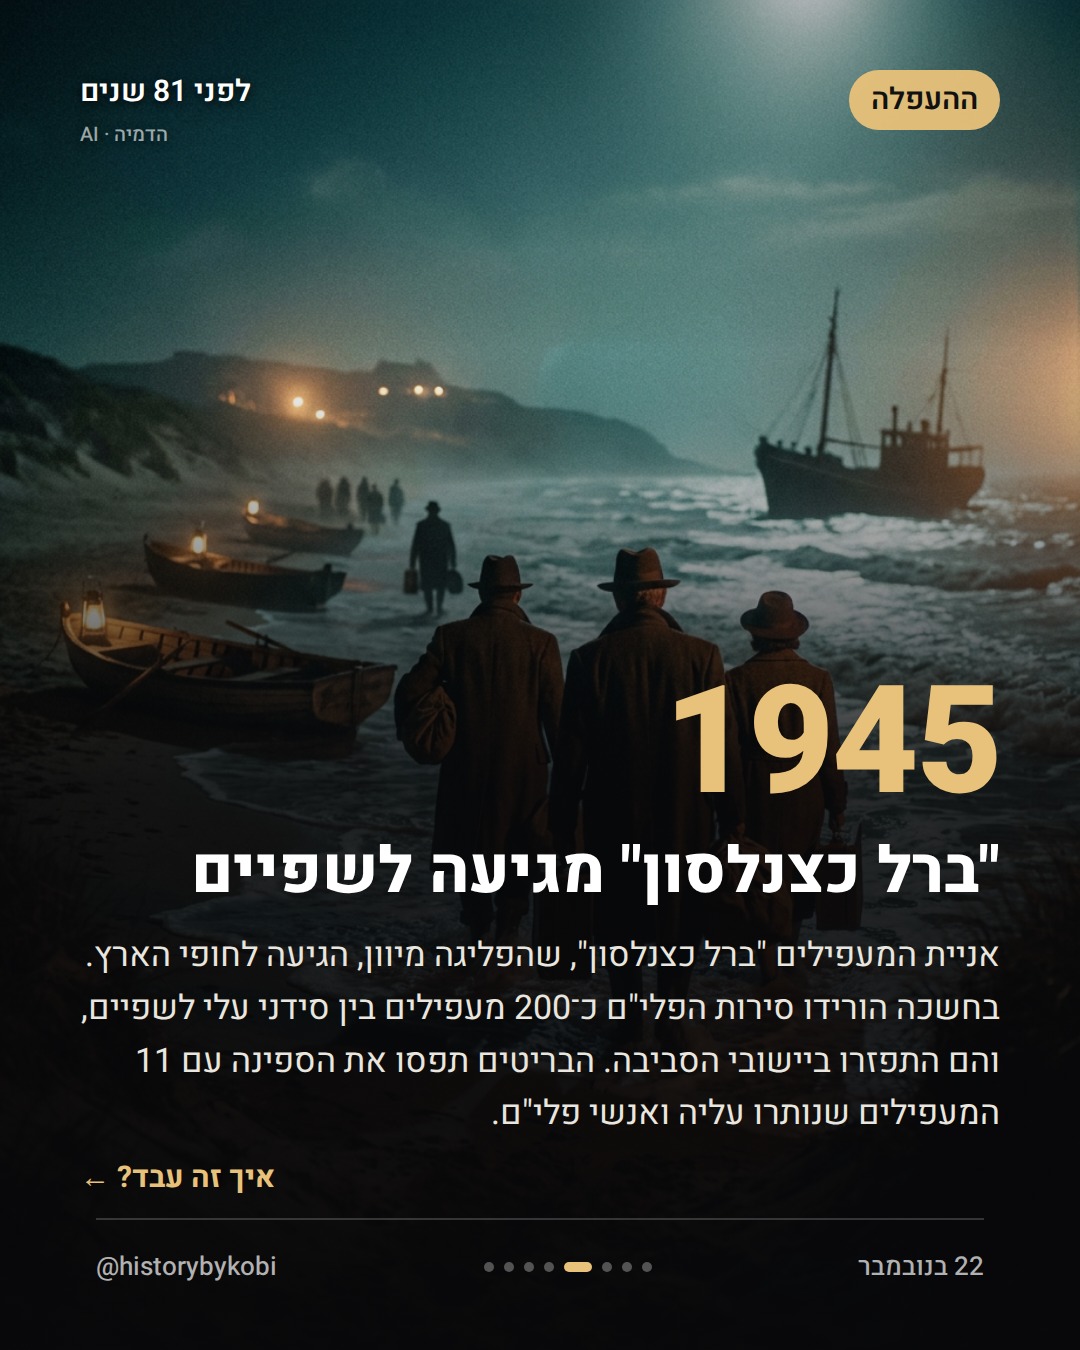 ההעפלה
לפני 81 שנים
הדמיה · AI
1945
"ברל כצנלסון" מגיעה לשפיים
אניית המעפילים "ברל כצנלסון", שהפליגה מיוון, הגיעה לחופי הארץ.
בחשכה הורידו סירות הפלי"ם כ־200 מעפילים בין סידני עלי לשפיים,
והם התפזרו ביישובי הסביבה. הבריטים תפסו את הספינה עם 11
המעפילים שנותרו עליה ואנשי פלי"ם.
איך זה עבד? ←
22 בנובמבר
@historybykobi